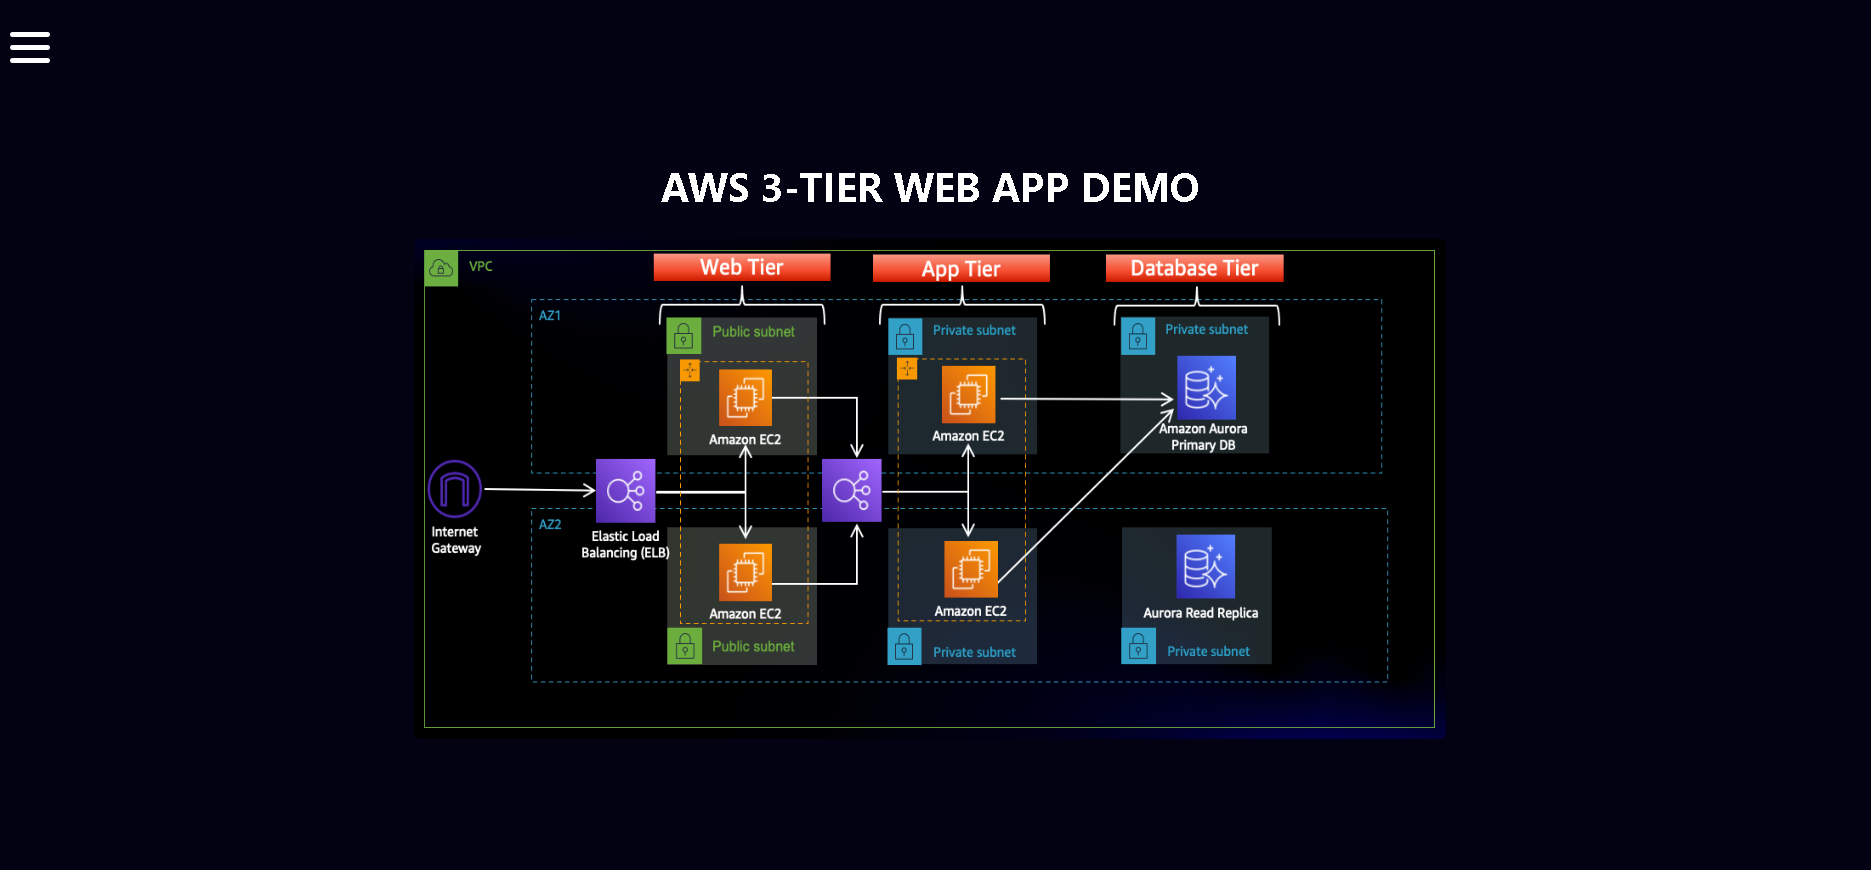 AWS 3-TIER WEB APP DEMO
VPC
Web Tier
App Tier
Database Tier
AZ1
Public subnet
Private subnet
Private subnet
Amazon EC2
Amazon EC2
Amazon Aurora
Primary DB
Internet
Gateway
Elastic Load
Balancing (ELB)
AZ2
Amazon EC2
Amazon EC2
Aurora Read Replica
Public subnet
Private subnet
Private subnet